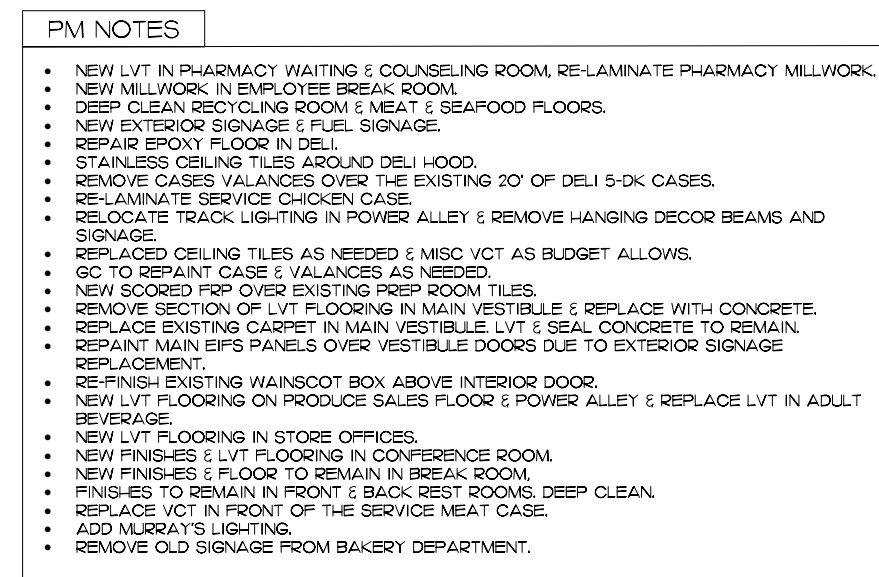 PM NOTES
• NEW LVT IN PHARMACY WAITING & COUNSELING ROOM, RE-LAMINATE PHARMACY MILLWORK.
• NEW MILLWORK IN EMPLOYEE BREAK ROOM.
• DEEP CLEAN RECYCLING ROOM & MEAT & SEAFOOD FLOORS.
• NEW EXTERIOR SIGNAGE & FUEL SIGNAGE.
• REPAIR EPOXY FLOOR IN DELI.
• STAINLESS CEILING TILES AROUND DELI HOOD.
• REMOVE CASES VALANCES OVER THE EXISTING 20' OF DELI 5-DK CASES.
• RE-LAMINATE SERVICE CHICKEN CASE.
• RELOCATE TRACK LIGHTING IN POWER ALLEY & REMOVE HANGING DECOR BEAMS AND
SIGNAGE.
• REPLACED CEILING TILES AS NEEDED & MISC VCT AS BUDGET ALLOWS.
• GC TO REPAINT CASE & VALANCES AS NEEDED.
• NEW SCORED FRP OVER EXISTING PREP ROOM TILES.
• REMOVE SECTION OF LVT FLOORING IN MAIN VESTIBULE & REPLACE WITH CONCRETE.
• REPLACE EXISTING CARPET IN MAIN VESTIBULE. LVT & SEAL CONCRETE TO REMAIN.
• REPAINT MAIN EIFS PANELS OVER VESTIBULE DOORS DUE TO EXTERIOR SIGNAGE
REPLACEMENT.
• RE-FINISH EXISTING WAINSCOT BOX ABOVE INTERIOR DOOR.
• NEW LVT FLOORING ON PRODUCE SALES FLOOR & POWER ALLEY & REPLACE LVT IN ADULT
BEVERAGE.
• NEW LVT FLOORING IN STORE OFFICES.
• NEW FINISHES & LVT FLOORING IN CONFERENCE ROOM.
• NEW FINISHES & FLOOR TO REMAIN IN BREAK ROOM,
• FINISHES TO REMAIN IN FRONT & BACK REST ROOMS. DEEP CLEAN.
• REPLACE VCT IN FRONT OF THE SERVICE MEAT CASE.
• ADD MURRAY'S LIGHTING.
• REMOVE OLD SIGNAGE FROM BAKERY DEPARTMENT.